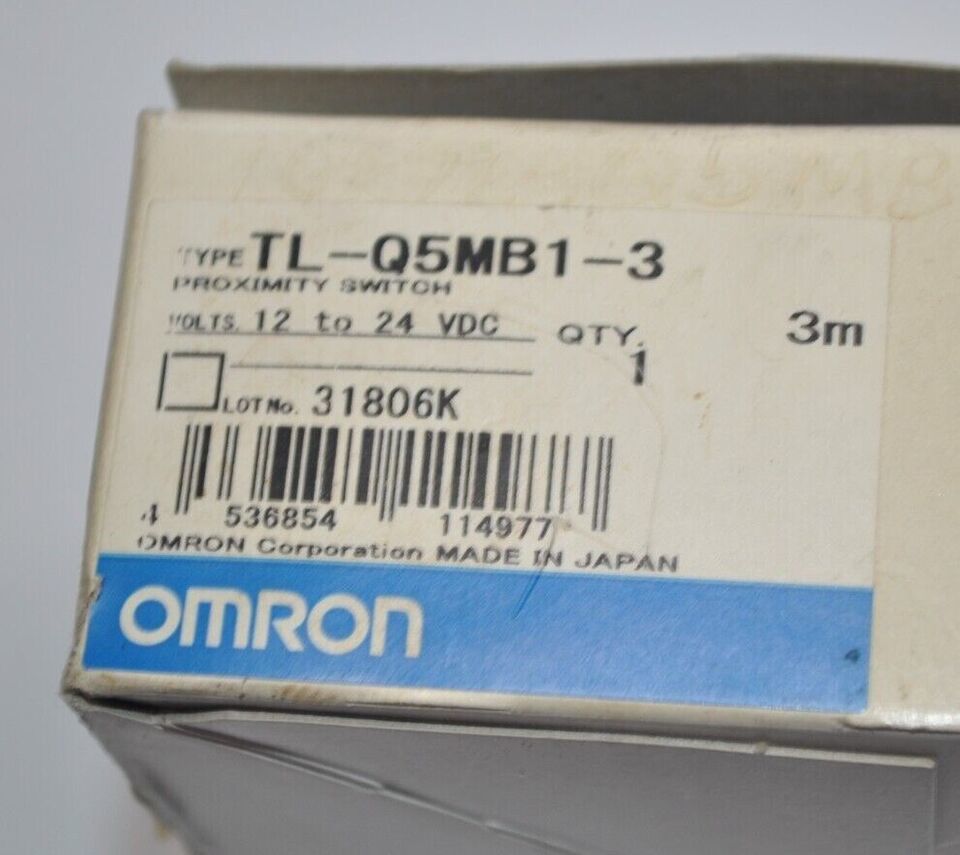 TYPE TL-Q5MB1-3
PROXIMITY SWITCH
VOLTS. 12 to 24 VDC QTY. 1 3m
LOT No. 31806K
4 536854 114977
OMRON Corporation MADE IN JAPAN
OMRON
4